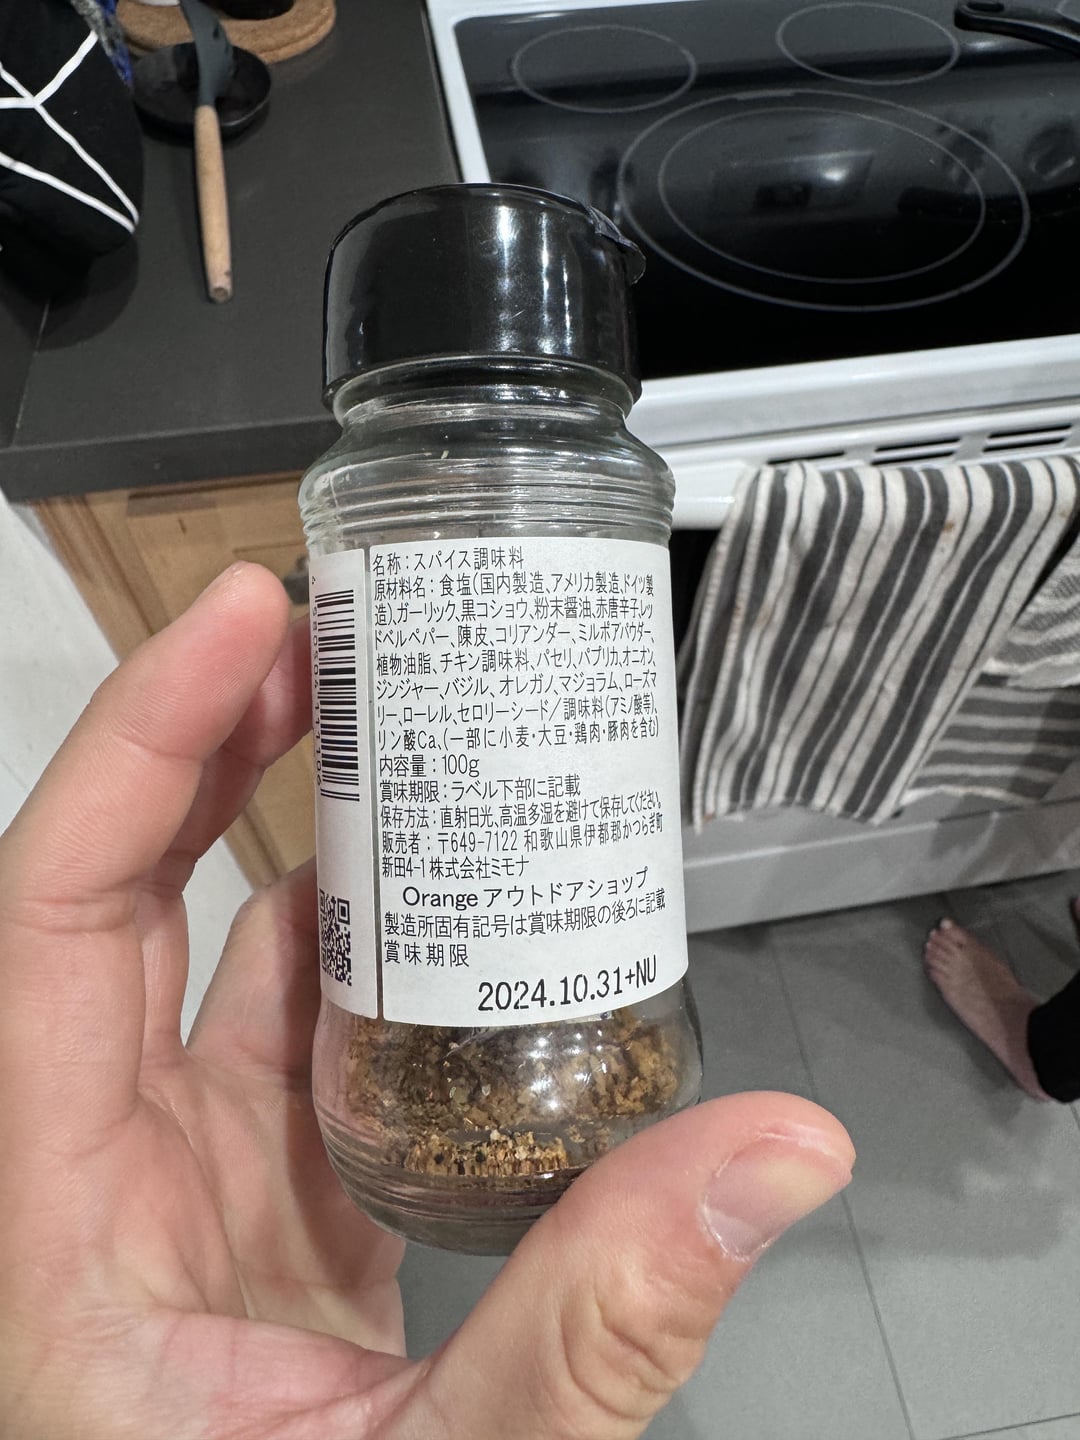 名称：スパイス調味料
原材料名：食塩(国内製造、アメリカ製造、ドイツ製
造)、ガーリック、黒コショウ、粉末醤油、赤唐辛子、レッ
ドベルペパー、陳皮、コリアンダー、ミルポアパウダー、
植物油脂、チキン調味料、パセリ、パプリカ、オニオン、
ジンジャー、バジル、オレガノ、マジョラム、ローズマ
リー、ローレル、セロリーシード／調味料(アミノ酸等)、
リン酸Ca、(一部に小麦・大豆・鶏肉・豚肉を含む)
内容量：100g
賞味期限：ラベル下部に記載
保存方法：直射日光、高温多湿を避けて保存してください。
販売者：〒649-7122 和歌山県伊都郡かつらぎ町
新田4-1 株式会社ミモナ
Orange アウトドアショップ
製造所固有記号は賞味期限の後ろに記載
賞味期限
2024.10.31+NU